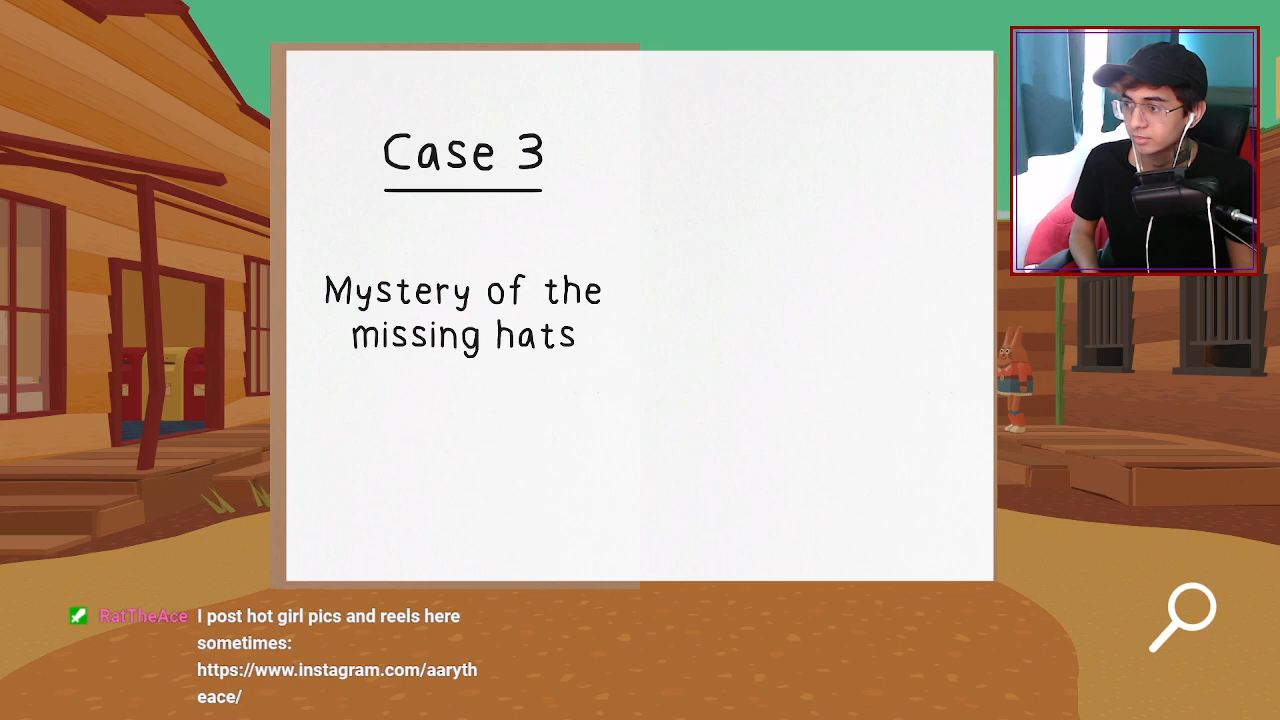 Case 3
Mystery of the
missing hats
RatTheAce I post hot girl pics and reels here
sometimes:
https://www.instagram.com/aaryth
eace/